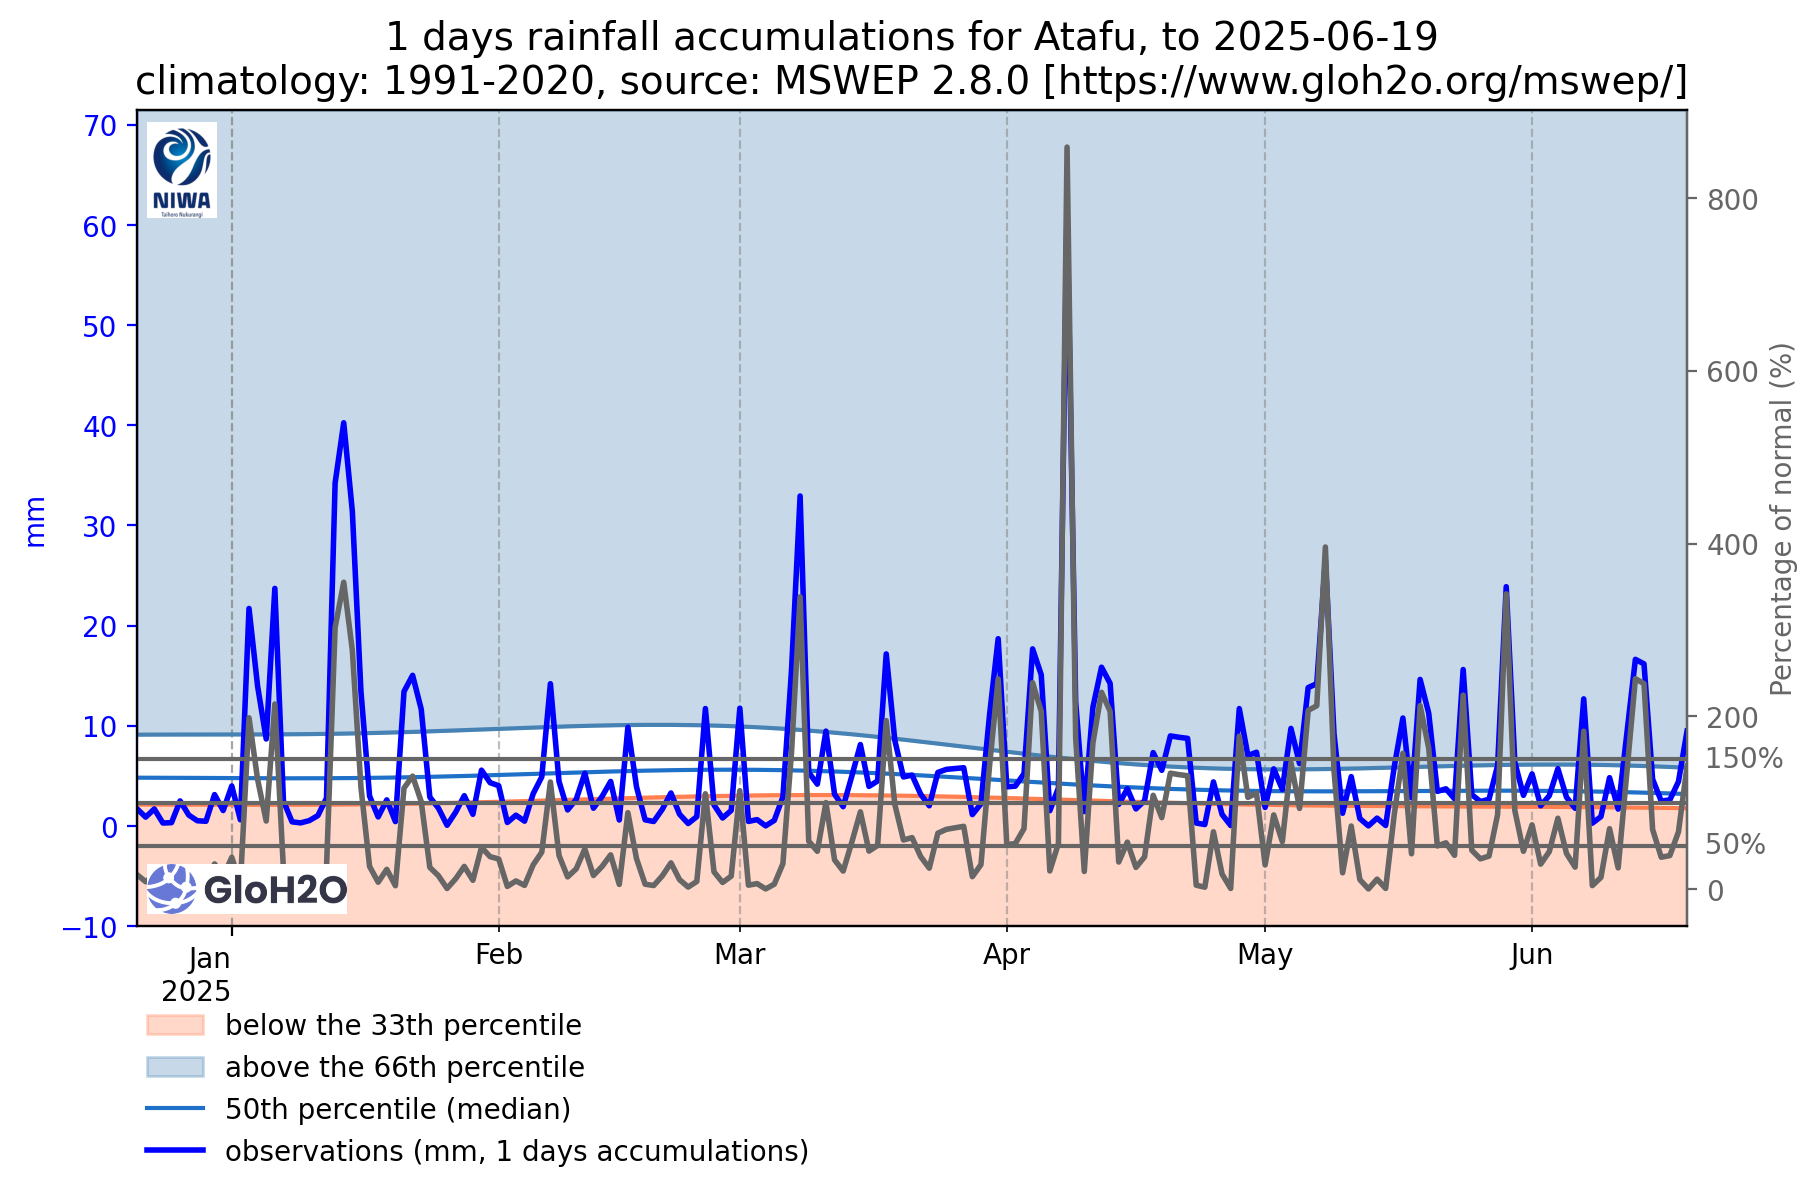 1 days rainfall accumulations for Atafu, to 2025-06-19
climatology: 1991-2020, source: MSWEP 2.8.0 [https://www.gloh2o.org/mswep/]
NIWA
Taihoro Nukurangi
mm
70
60
50
40
30
20
10
0
−10
800
600
400
200
150%
50%
0
Percentage of normal (%)
GloH2O
Jan
2025
Feb
Mar
Apr
May
Jun
below the 33th percentile
above the 66th percentile
50th percentile (median)
observations (mm, 1 days accumulations)